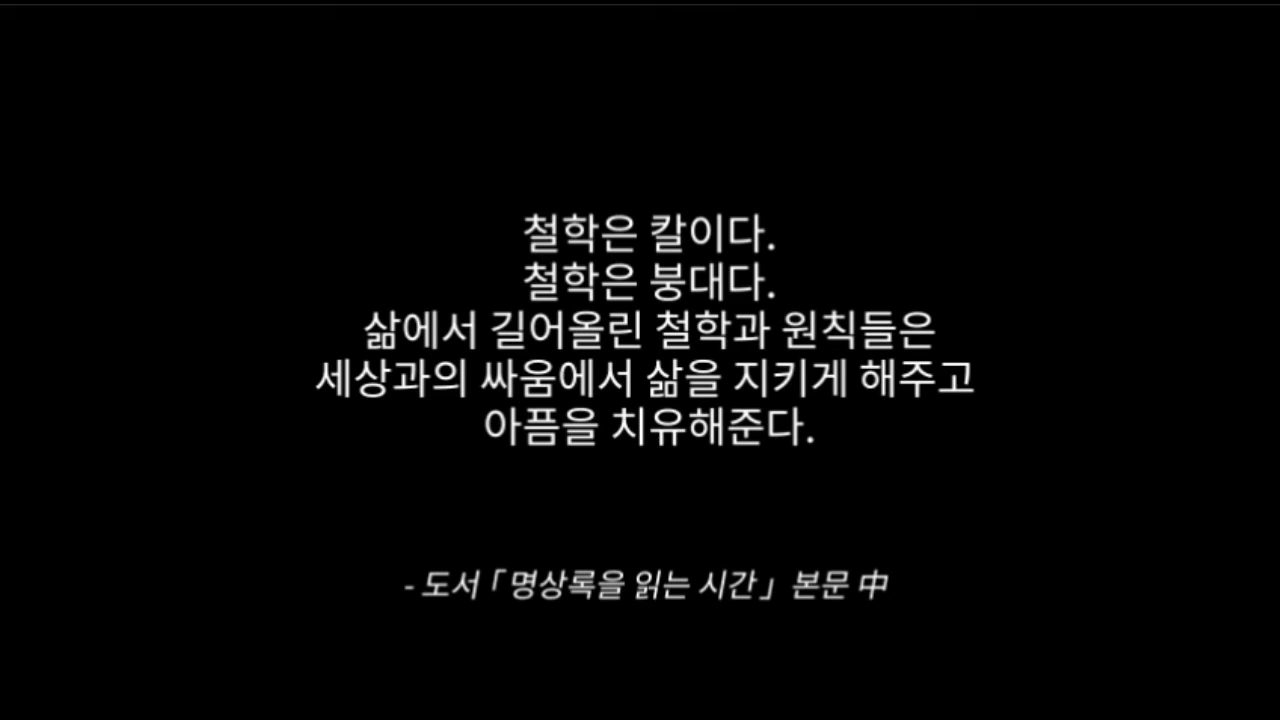 철학은 칼이다.
철학은 붕대다.
삶에서 길어올린 철학과 원칙들은
세상과의 싸움에서 삶을 지키게 해주고
아픔을 치유해준다.
- 도서 「명상록을 읽는 시간」 본문 中